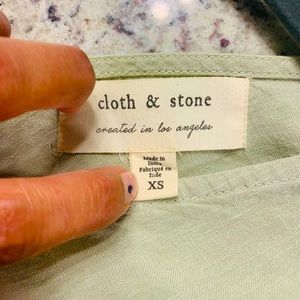 cloth & stone
created in los angeles
Made in
India
Fabriqué en
Inde
XS